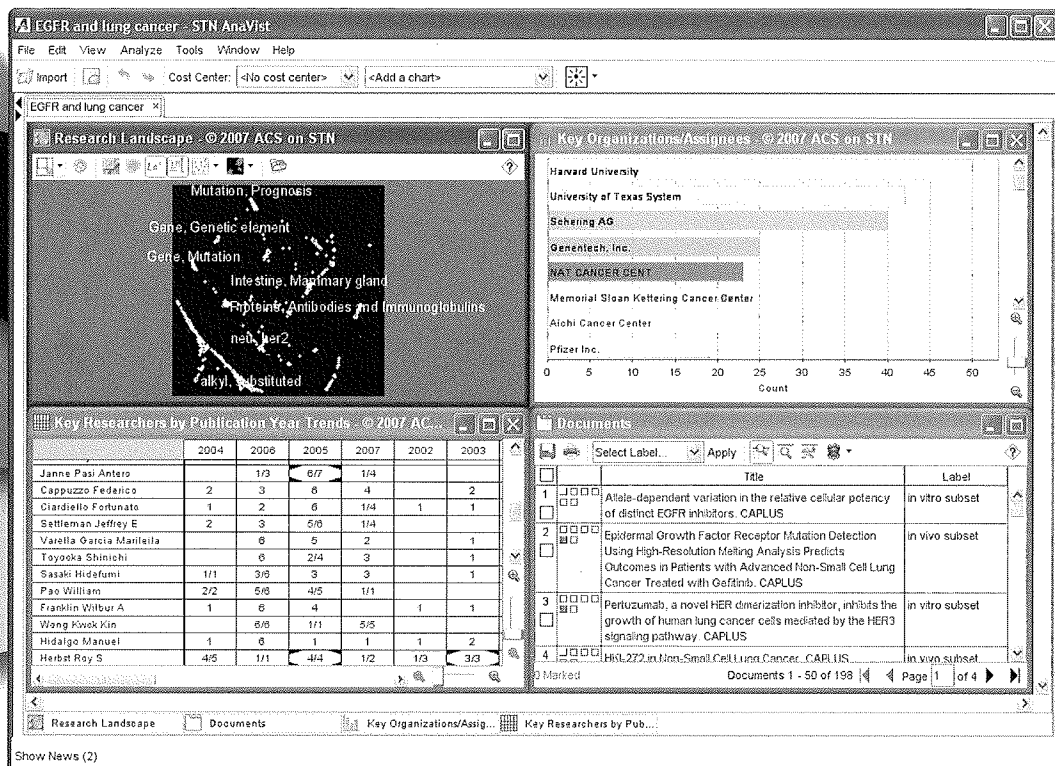 EGFR and lung cancer - STN AnaVist
File Edit View Analyze Tools Window Help
Import Cost Center: <No cost center> <Add a chart>
EGFR and lung cancer ×
Research Landscape - © 2007 ACS on STN
Mutation, Prognosis
Gene, Genetic element
Gene, Mutation
Intestine, Mammary gland
Proteins, Antibodies and Immunoglobulins
neu, her2
alkyl, substituted
Key Organizations/Assignees - © 2007 ACS on STN
Harvard University
University of Texas System
Schering AG
Genentech, Inc.
NAT CANCER CENT
Memorial Sloan Kettering Cancer Center
Aichi Cancer Center
Pfizer Inc.
0 5 10 15 20 25 30 35 40 45 50
Count
Key Researchers by Publication Year Trends - © 2007 AC...
2004 2006 2005 2007 2002 2003
Janne Pasi Antero 1/3 6/7 1/4
Cappuzzo Federico 2 3 6 4 2
Ciardiello Fortunato 1 2 6 1/4 1 1
Settleman Jeffrey E 2 3 5/6 1/4
Varella Garcia Marileila 6 5 2 1
Toyooka Shinichi 6 2/4 3 1
Sasaki Hidefumi 1/1 3/6 3 3 1
Pao William 2/2 5/6 4/5 1/1
Franklin Wilbur A 1 6 4 1 1
Wong Kwok Kin 6/6 1/1 5/5
Hidalgo Manuel 1 6 1 1 1 2
Herbst Roy S 4/5 1/1 4/4 1/2 1/3 3/3
Documents
Select Label... Apply
Title Label
1 Allele-dependent variation in the relative cellular potency in vitro subset
of distinct EGFR inhibitors. CAPLUS
2 Epidermal Growth Factor Receptor Mutation Detection in vivo subset
Using High-Resolution Melting Analysis Predicts
Outcomes in Patients with Advanced Non-Small Cell Lung
Cancer Treated with Gefitinib. CAPLUS
3 Pertuzumab, a novel HER dimerization inhibitor, inhibits the in vitro subset
growth of human lung cancer cells mediated by the HER3
signaling pathway. CAPLUS
4 HKI-272 in Non-Small Cell Lung Cancer. CAPLUS in vivo subset
0 Marked Documents 1 - 50 of 198 Page 1 of 4
Research Landscape Documents Key Organizations/Assig... Key Researchers by Pub...
Show News (2)